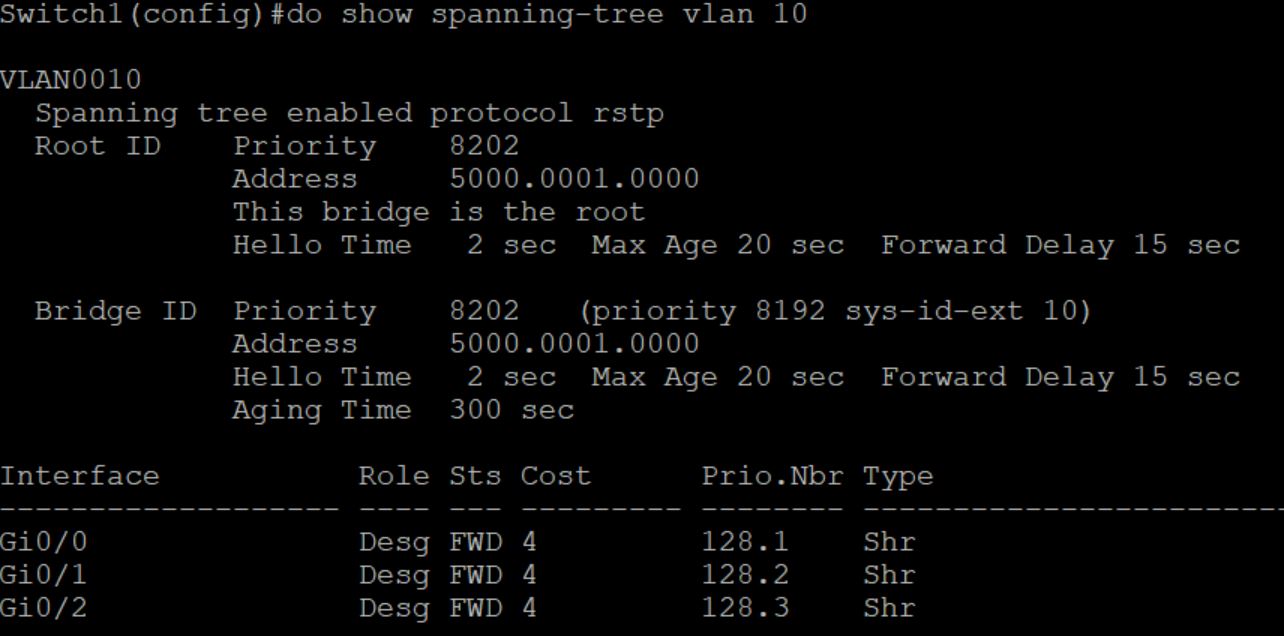 Switch1(config)#do show spanning-tree vlan 10
VLAN0010
  Spanning tree enabled protocol rstp
  Root ID    Priority    8202
             Address     5000.0001.0000
             This bridge is the root
             Hello Time   2 sec  Max Age 20 sec  Forward Delay 15 sec
  Bridge ID  Priority    8202   (priority 8192 sys-id-ext 10)
             Address     5000.0001.0000
             Hello Time   2 sec  Max Age 20 sec  Forward Delay 15 sec
             Aging Time  300 sec
Interface           Role Sts Cost      Prio.Nbr Type
------------------- ---- --- --------- -------- ------------------------
Gi0/0               Desg FWD 4         128.1    Shr
Gi0/1               Desg FWD 4         128.2    Shr
Gi0/2               Desg FWD 4         128.3    Shr